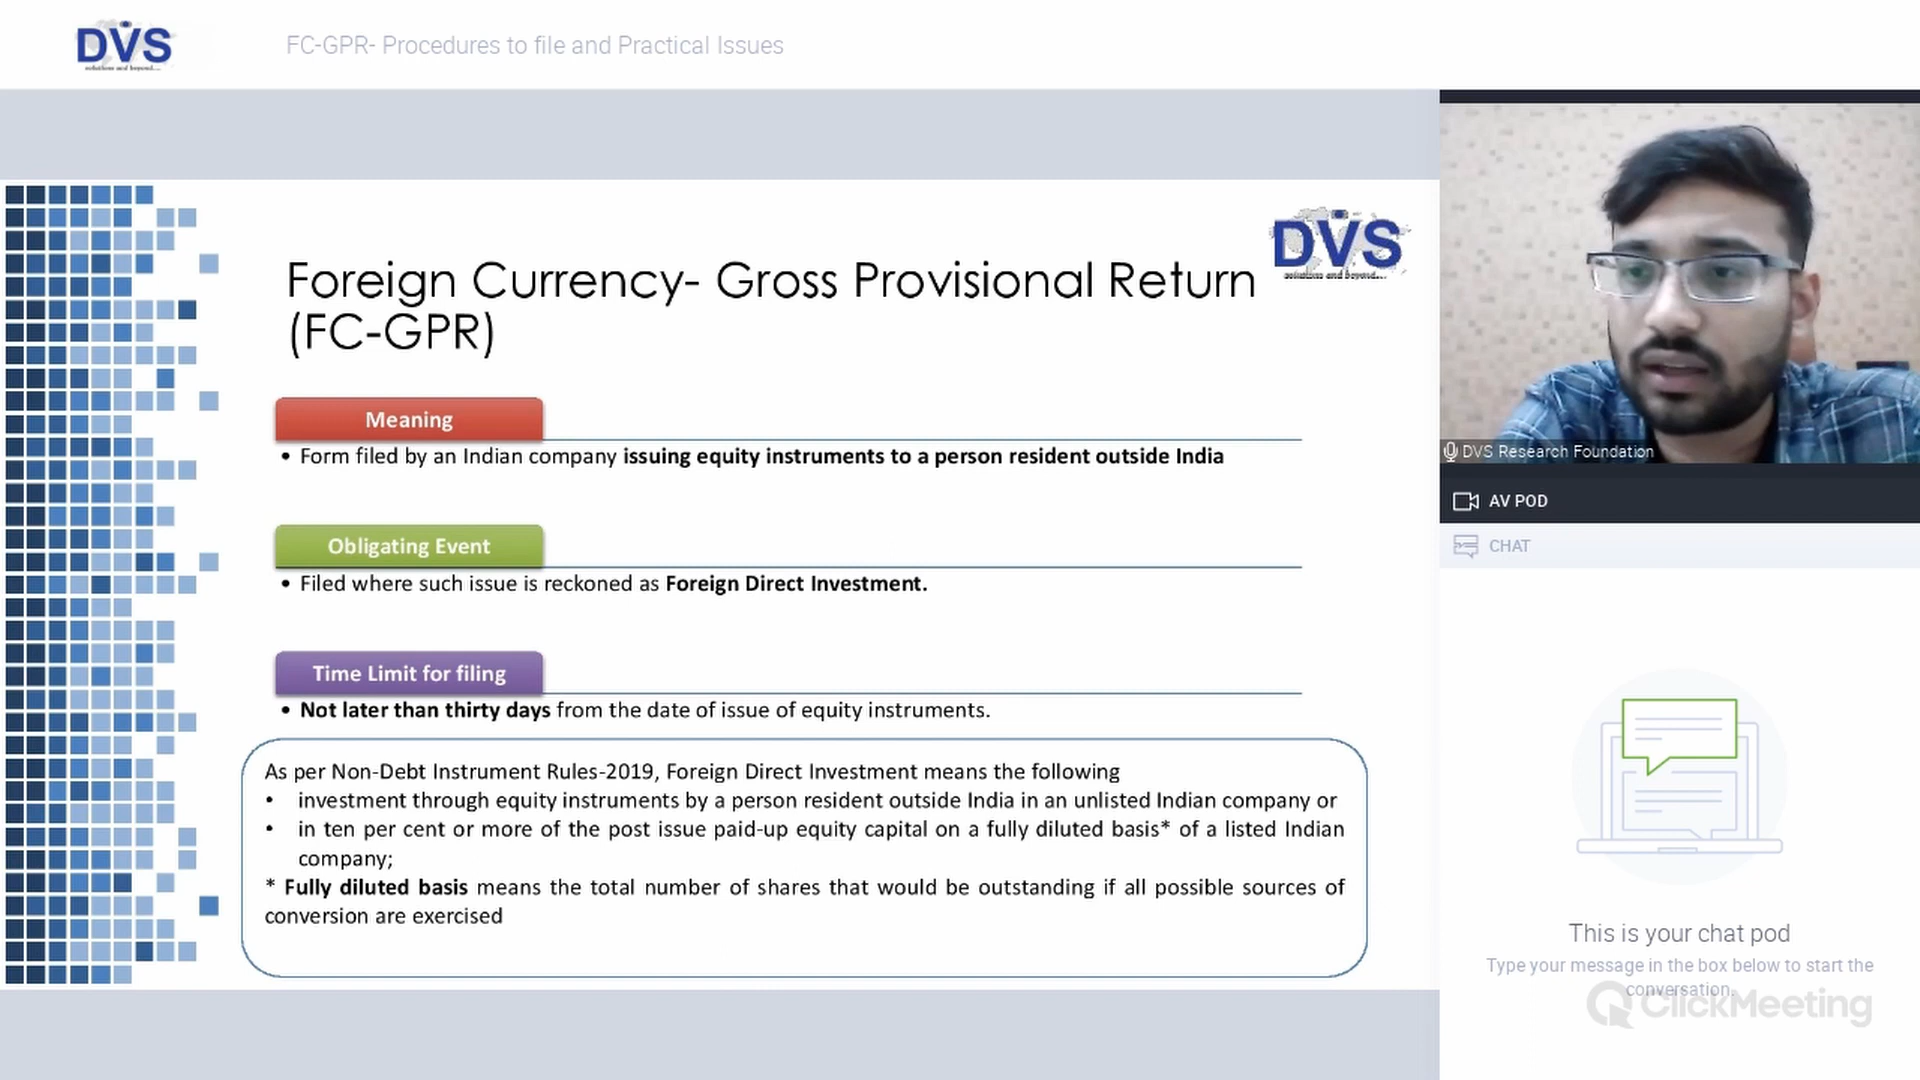 DVS
solutions and beyond....
FC-GPR- Procedures to file and Practical Issues
DVS
solutions and beyond....
Foreign Currency- Gross Provisional Return
(FC-GPR)
Meaning
• Form filed by an Indian company issuing equity instruments to a person resident outside India
Obligating Event
• Filed where such issue is reckoned as Foreign Direct Investment.
Time Limit for filing
• Not later than thirty days from the date of issue of equity instruments.
As per Non-Debt Instrument Rules-2019, Foreign Direct Investment means the following
• investment through equity instruments by a person resident outside India in an unlisted Indian company or
• in ten per cent or more of the post issue paid-up equity capital on a fully diluted basis* of a listed Indian
company;
* Fully diluted basis means the total number of shares that would be outstanding if all possible sources of
conversion are exercised
DVS Research Foundation
AV POD
CHAT
This is your chat pod
Type your message in the box below to start the
conversation.
ClickMeeting